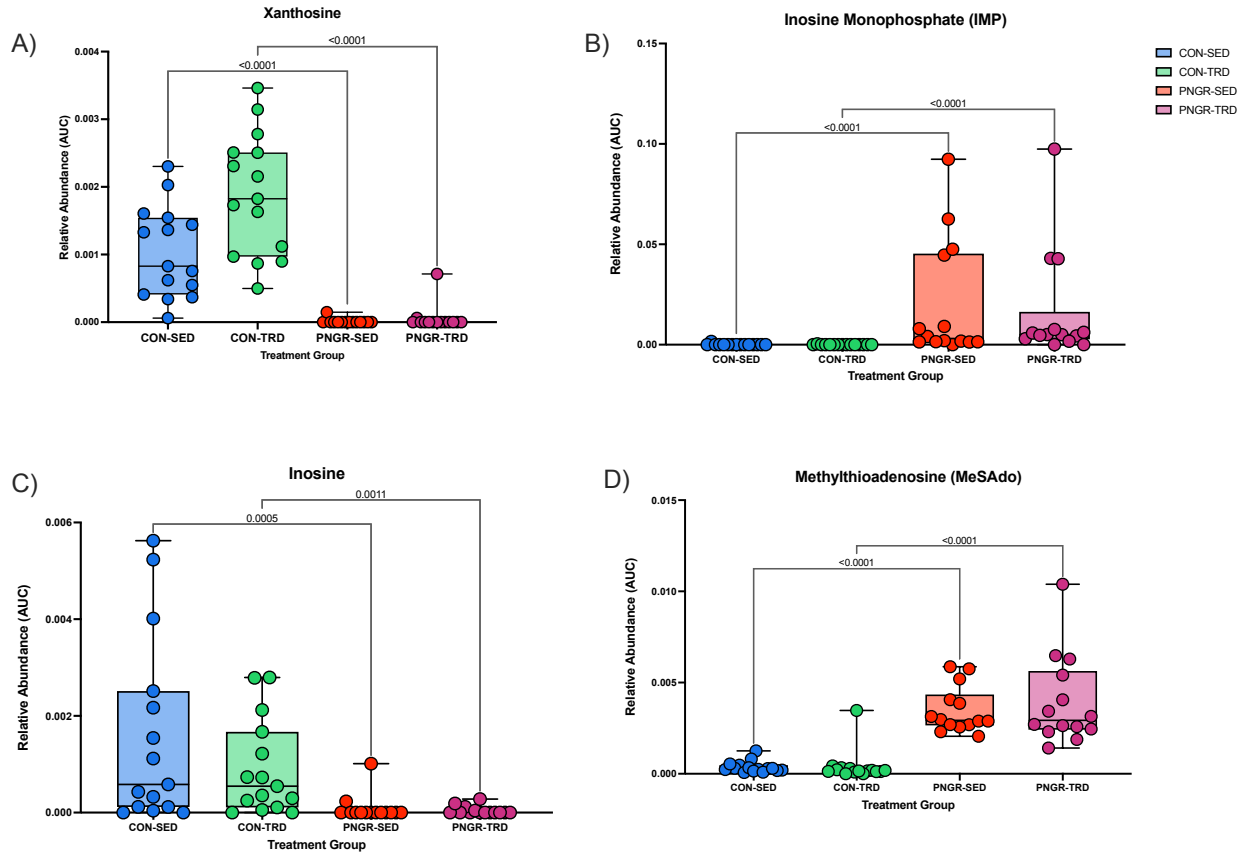 A)
Xanthosine
<0.0001
<0.0001
Relative Abundance (AUC)
0.004
0.003
0.002
0.001
0.000
CON-SED
CON-TRD
PNGR-SED
PNGR-TRD
Treatment Group
B)
Inosine Monophosphate (IMP)
<0.0001
<0.0001
Relative Abundance (AUC)
0.15
0.10
0.05
0.00
CON-SED
CON-TRD
PNGR-SED
PNGR-TRD
Treatment Group
CON-SED
CON-TRD
PNGR-SED
PNGR-TRD
C)
Inosine
0.0011
0.0005
Relative Abundance (AUC)
0.006
0.004
0.002
0.000
CON-SED
CON-TRD
PNGR-SED
PNGR-TRD
Treatment Group
D)
Methylthioadenosine (MeSAdo)
<0.0001
<0.0001
Relative Abundance (AUC)
0.015
0.010
0.005
0.000
CON-SED
CON-TRD
PNGR-SED
PNGR-TRD
Treatment Group